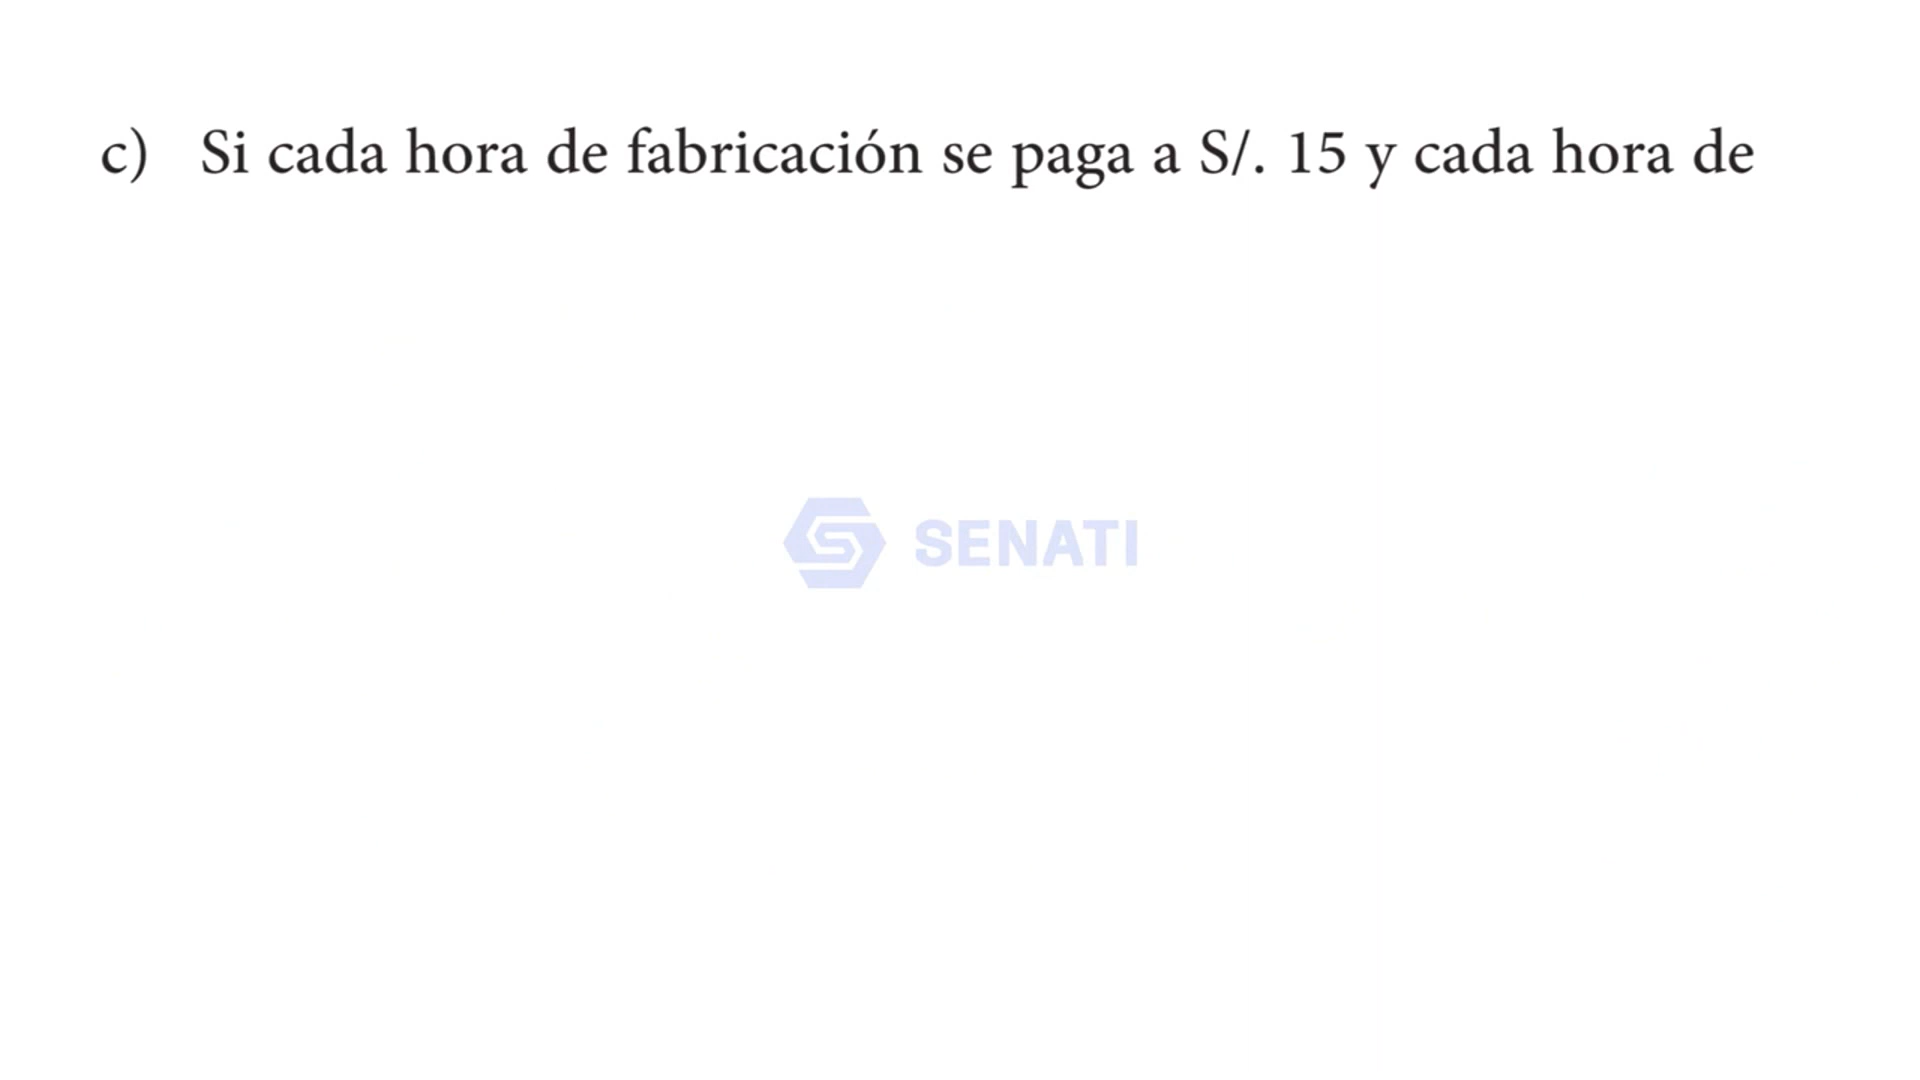 c) Si cada hora de fabricación se paga a S/. 15 y cada hora de
SENATI